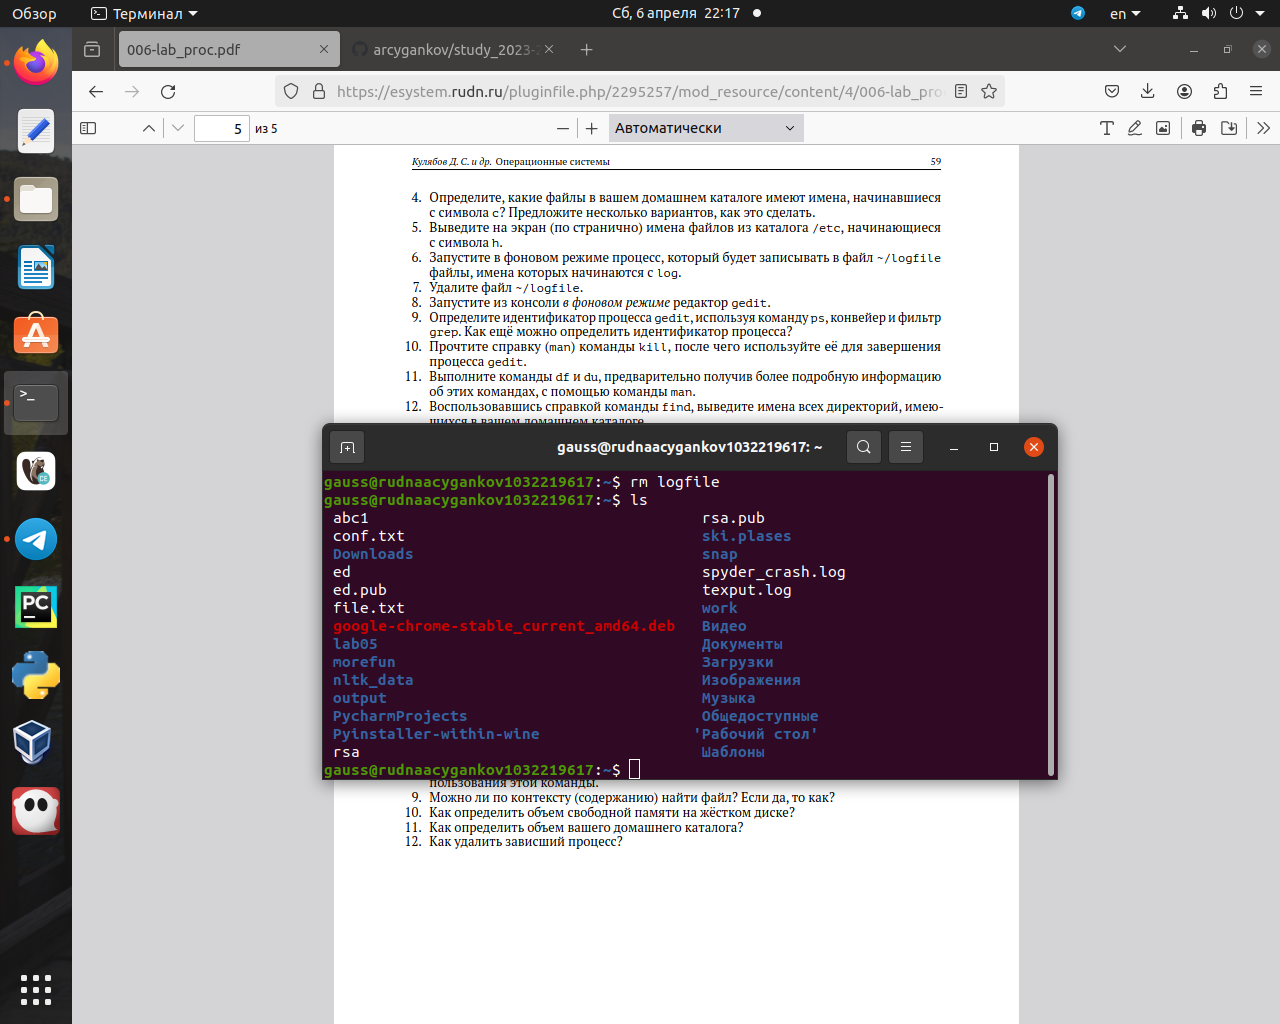 Обзор
Терминал
Сб, 6 апреля 22:17
en
006-lab_proc.pdf
arcygankov/study_2023-2
https://esystem.rudn.ru/pluginfile.php/2295257/mod_resource/content/4/006-lab_pro
5
из 5
Автоматически
Кулябов Д. С. и др. Операционные системы
59
4. Определите, какие файлы в вашем домашнем каталоге имеют имена, начинавшиеся
с символа c? Предложите несколько вариантов, как это сделать.
5. Выведите на экран (по странично) имена файлов из каталога /etc, начинающиеся
с символа h.
6. Запустите в фоновом режиме процесс, который будет записывать в файл ~/logfile
файлы, имена которых начинаются с log.
7. Удалите файл ~/logfile.
8. Запустите из консоли в фоновом режиме редактор gedit.
9. Определите идентификатор процесса gedit, используя команду ps, конвейер и фильтр
grep. Как ещё можно определить идентификатор процесса?
10. Прочтите справку (man) команды kill, после чего используйте её для завершения
процесса gedit.
11. Выполните команды df и du, предварительно получив более подробную информацию
об этих командах, с помощью команды man.
12. Воспользовавшись справкой команды find, выведите имена всех директорий, имею-
щихся в вашем домашнем каталоге.
gauss@rudnaacygankov1032219617: ~
gauss@rudnaacygankov1032219617:~$ rm logfile
gauss@rudnaacygankov1032219617:~$ ls
abc1 rsa.pub
conf.txt ski.plases
Downloads snap
ed spyder_crash.log
ed.pub texput.log
file.txt work
google-chrome-stable_current_amd64.deb Видео
lab05 Документы
morefun Загрузки
nltk_data Изображения
output Музыка
PycharmProjects Общедоступные
Pyinstaller-within-wine 'Рабочий стол'
rsa Шаблоны
gauss@rudnaacygankov1032219617:~$
пользования этой команды.
9. Можно ли по контексту (содержанию) найти файл? Если да, то как?
10. Как определить объем свободной памяти на жёстком диске?
11. Как определить объем вашего домашнего каталога?
12. Как удалить зависший процесс?